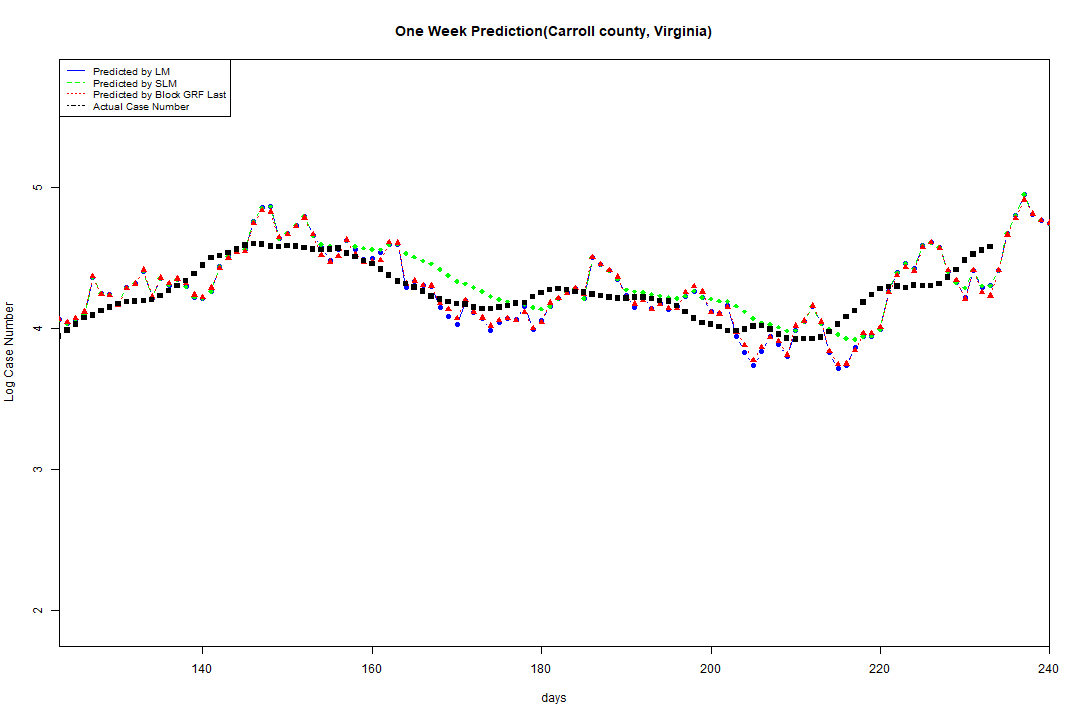 One Week Prediction(Carroll county, Virginia)
Predicted by LM
Predicted by SLM
Predicted by Block GRF Last
Actual Case Number
5
4
3
2
Log Case Number
140 160 180 200 220 240
days